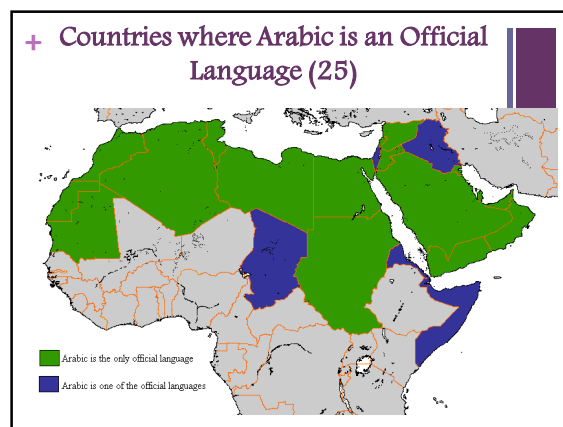 + Countries where Arabic is an Official
Language (25)
Arabic is the only official language
Arabic is one of the official languages